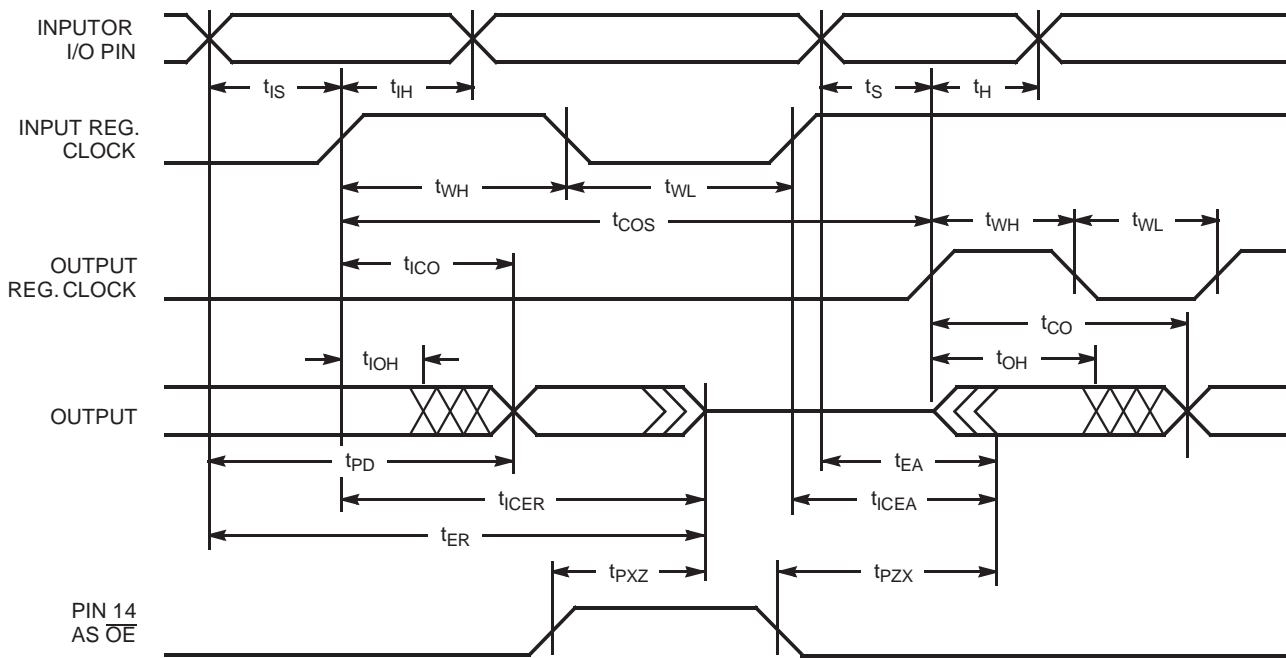 INPUTOR
I/O PIN
tIS
tIH
tS
tH
INPUT REG.
CLOCK
tWH
tWL
tCOS
tWH
tWL
OUTPUT
REG. CLOCK
tICO
tCO
tIOH
tOH
OUTPUT
tPD
tEA
tICER
tICEA
tER
tPXZ
tPZX
PIN 14
AS O̅E̅